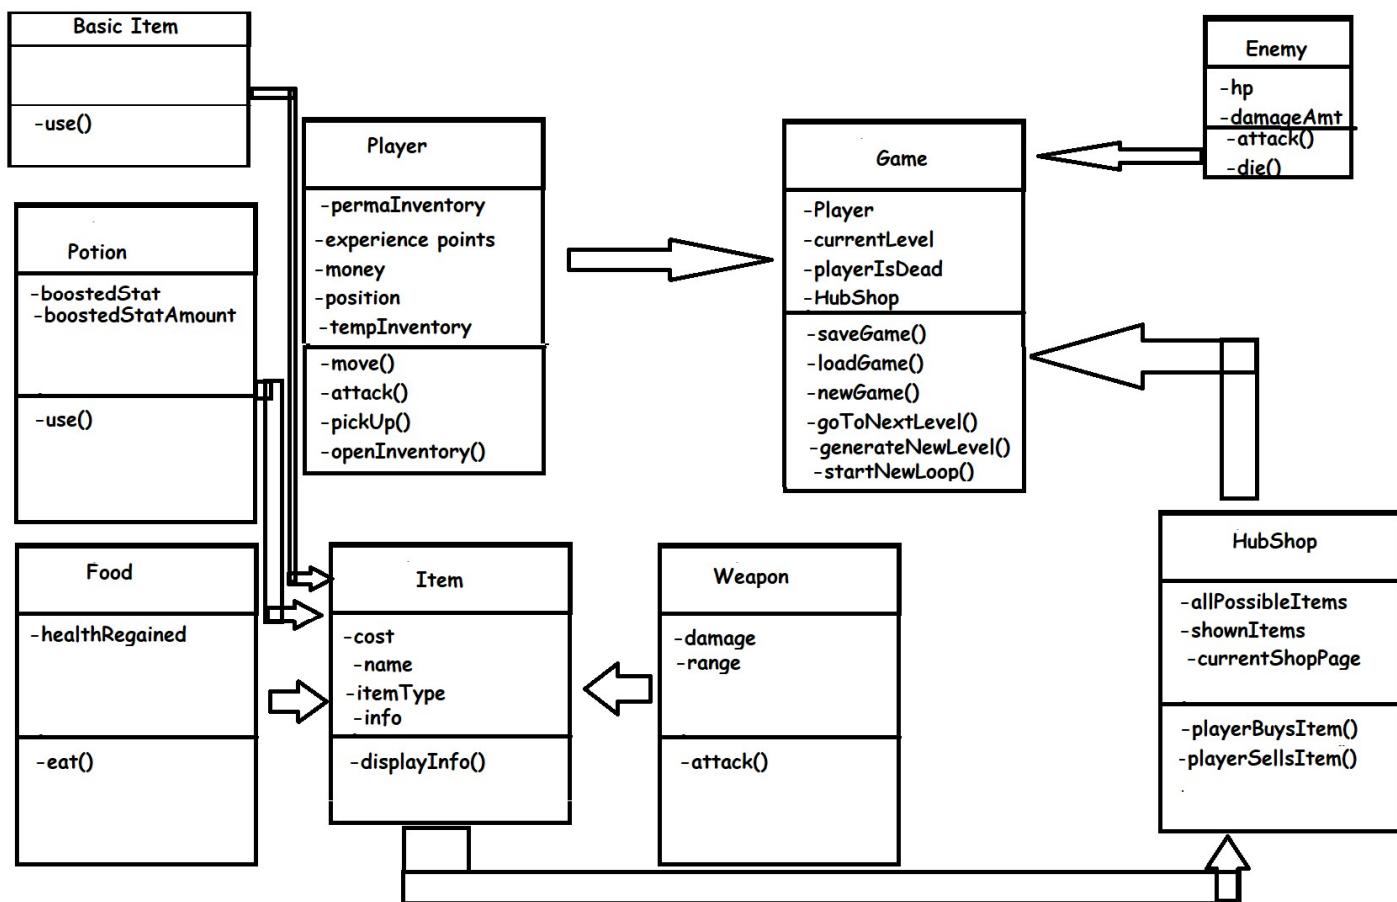 Basic Item
-use()
Potion
-boostedStat
-boostedStatAmount
-use()
Food
-healthRegained
-eat()
Player
-permaInventory
-experience points
-money
-position
-tempInventory
-move()
-attack()
-pickUp()
-openInventory()
Item
-cost
-name
-itemType
-info
-displayInfo()
Weapon
-damage
-range
-attack()
Game
-Player
-currentLevel
-playerIsDead
-HubShop
-saveGame()
-loadGame()
-newGame()
-goToNextLevel()
-generateNewLevel()
-startNewLoop()
Enemy
-hp
-damageAmt
-attack()
-die()
HubShop
-allPossibleItems
-shownItems
-currentShopPage
-playerBuysItem()
-playerSellsItem()